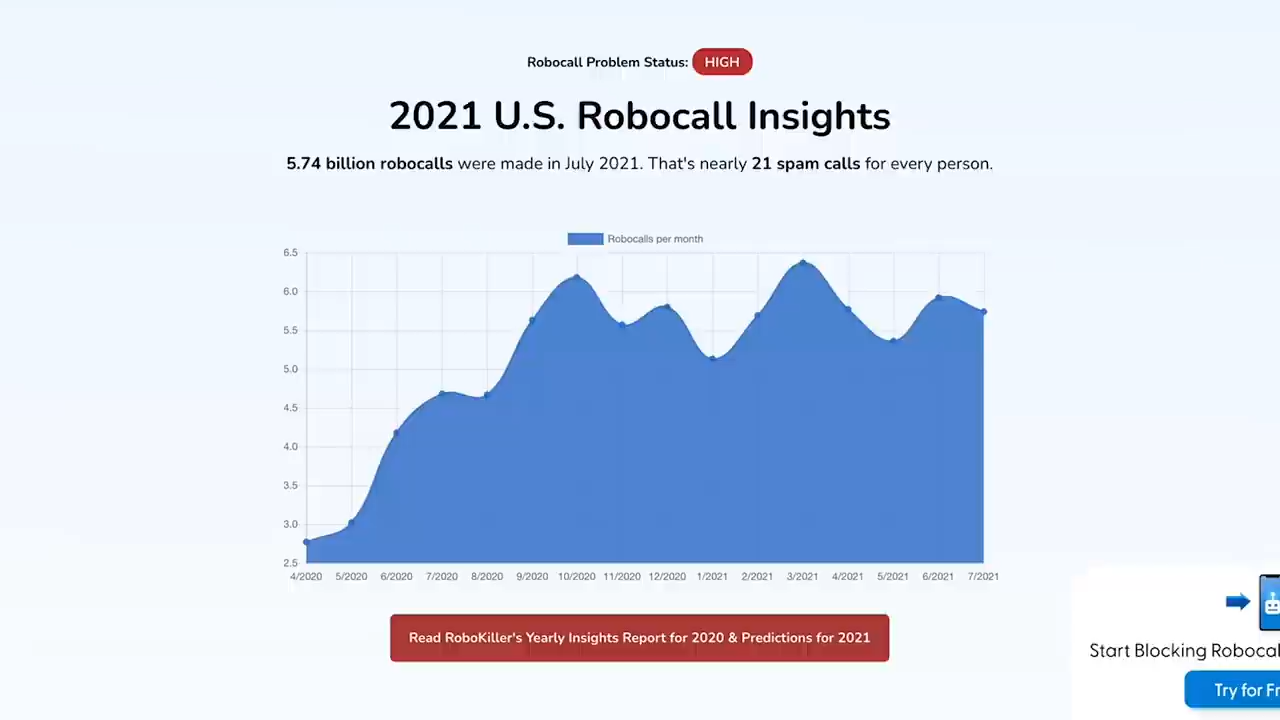 Robocall Problem Status: HIGH
2021 U.S. Robocall Insights
5.74 billion robocalls were made in July 2021. That's nearly 21 spam calls for every person.
Robocalls per month
6.5
6.0
5.5
5.0
4.5
4.0
3.5
3.0
2.5
4/2020 5/2020 6/2020 7/2020 8/2020 9/2020 10/2020 11/2020 12/2020 1/2021 2/2021 3/2021 4/2021 5/2021 6/2021 7/2021
Read RoboKiller's Yearly Insights Report for 2020 & Predictions for 2021
Start Blocking Robocal
Try for Fr